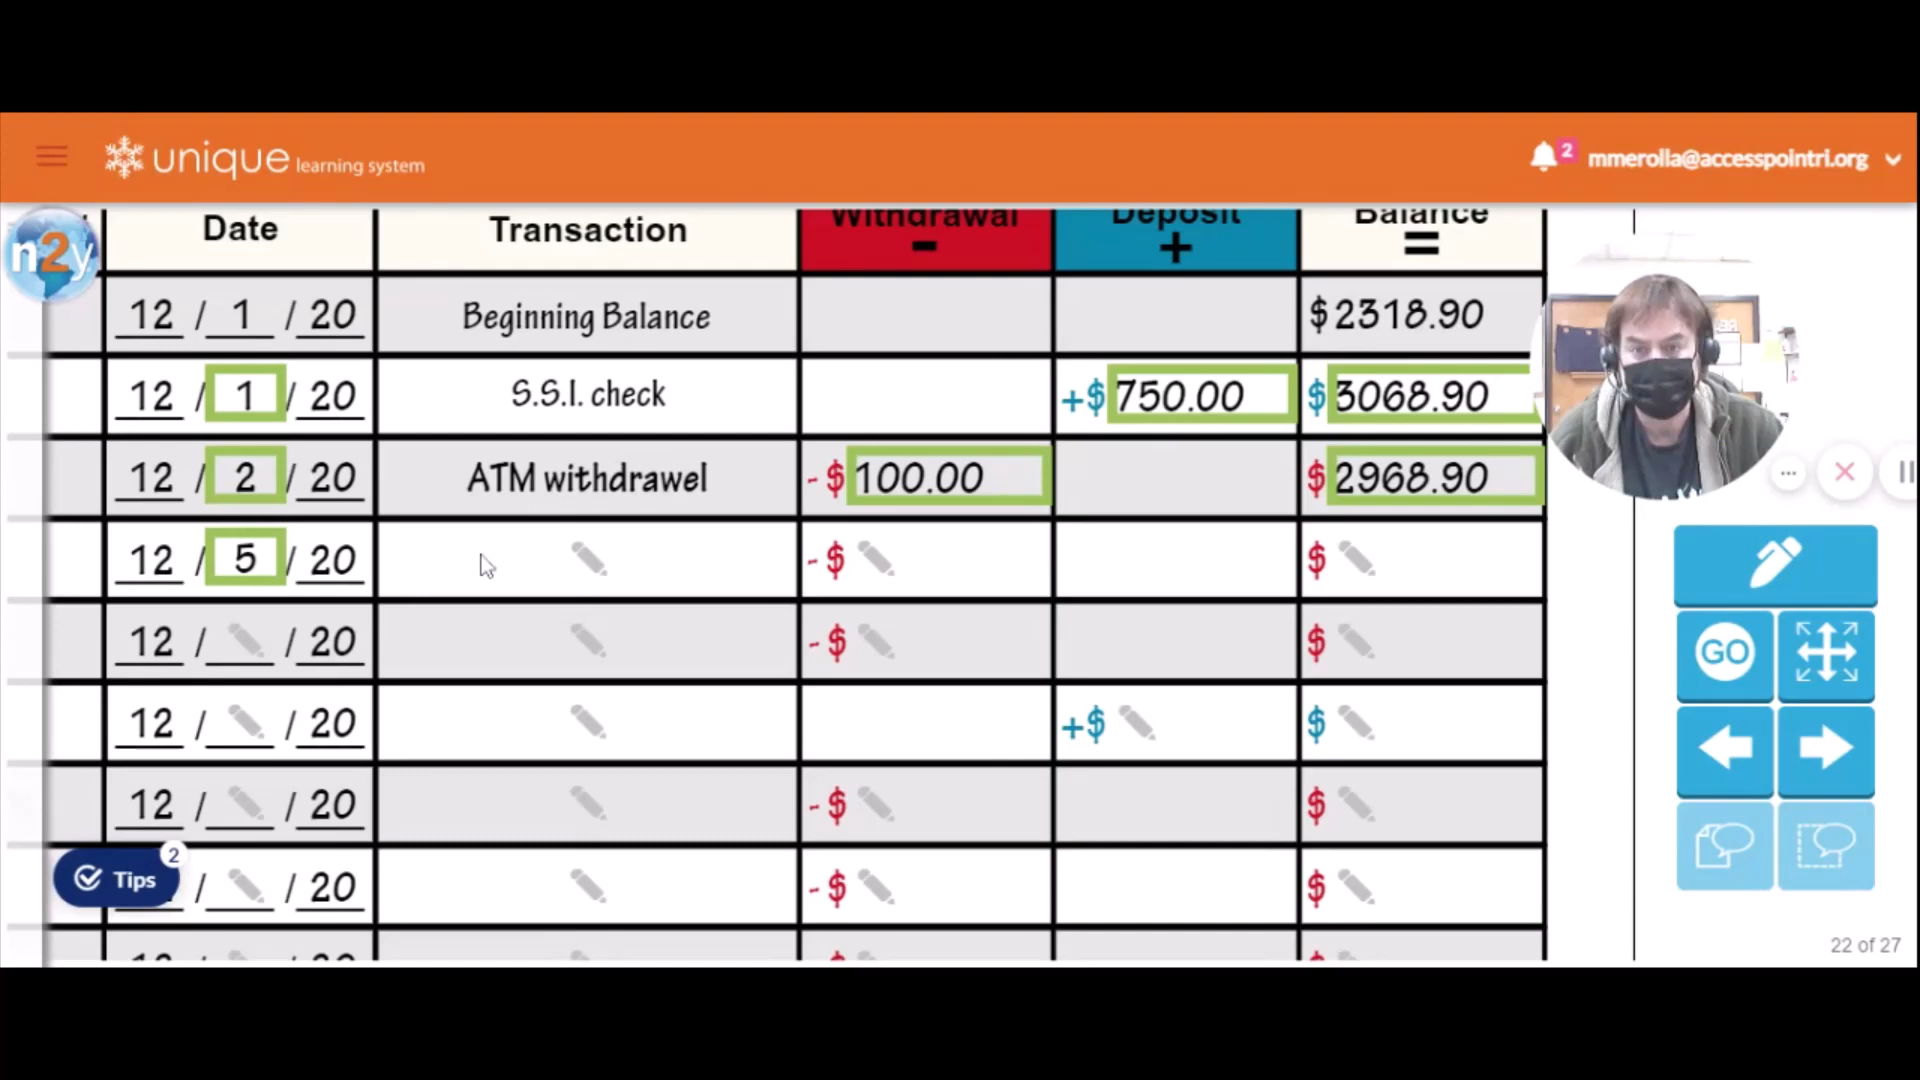 unique learning system
2
mmerolla@accesspointri.org
n2y
Date Transaction Withdrawal - Deposit + Balance =
12 / 1 / 20 Beginning Balance $2318.90
12 / 1 / 20 S.S.I. check +$ 750.00 $ 3068.90
12 / 2 / 20 ATM withdrawel - $ 100.00 $ 2968.90
12 / 5 / 20 - $ $
12 / / 20 - $ $
GO
12 / / 20 +$ $
12 / / 20 - $ $
2
Tips
/ / 20 - $ $
22 of 27